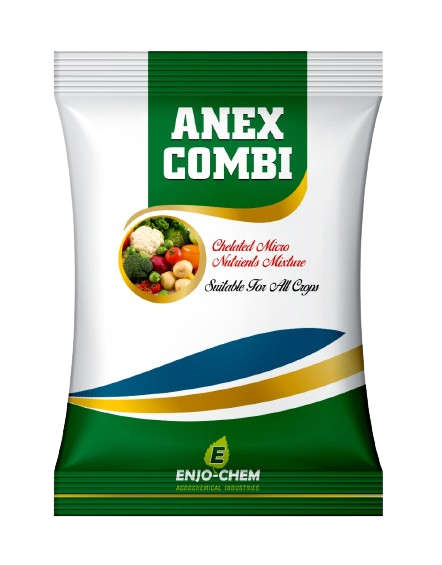 ANEX
COMBI
Chelated Micro
Nutrients Mixture
Suitable For All Crops
E
ENJO-CHEM
AGROCHEMICAL INDUSTRIES